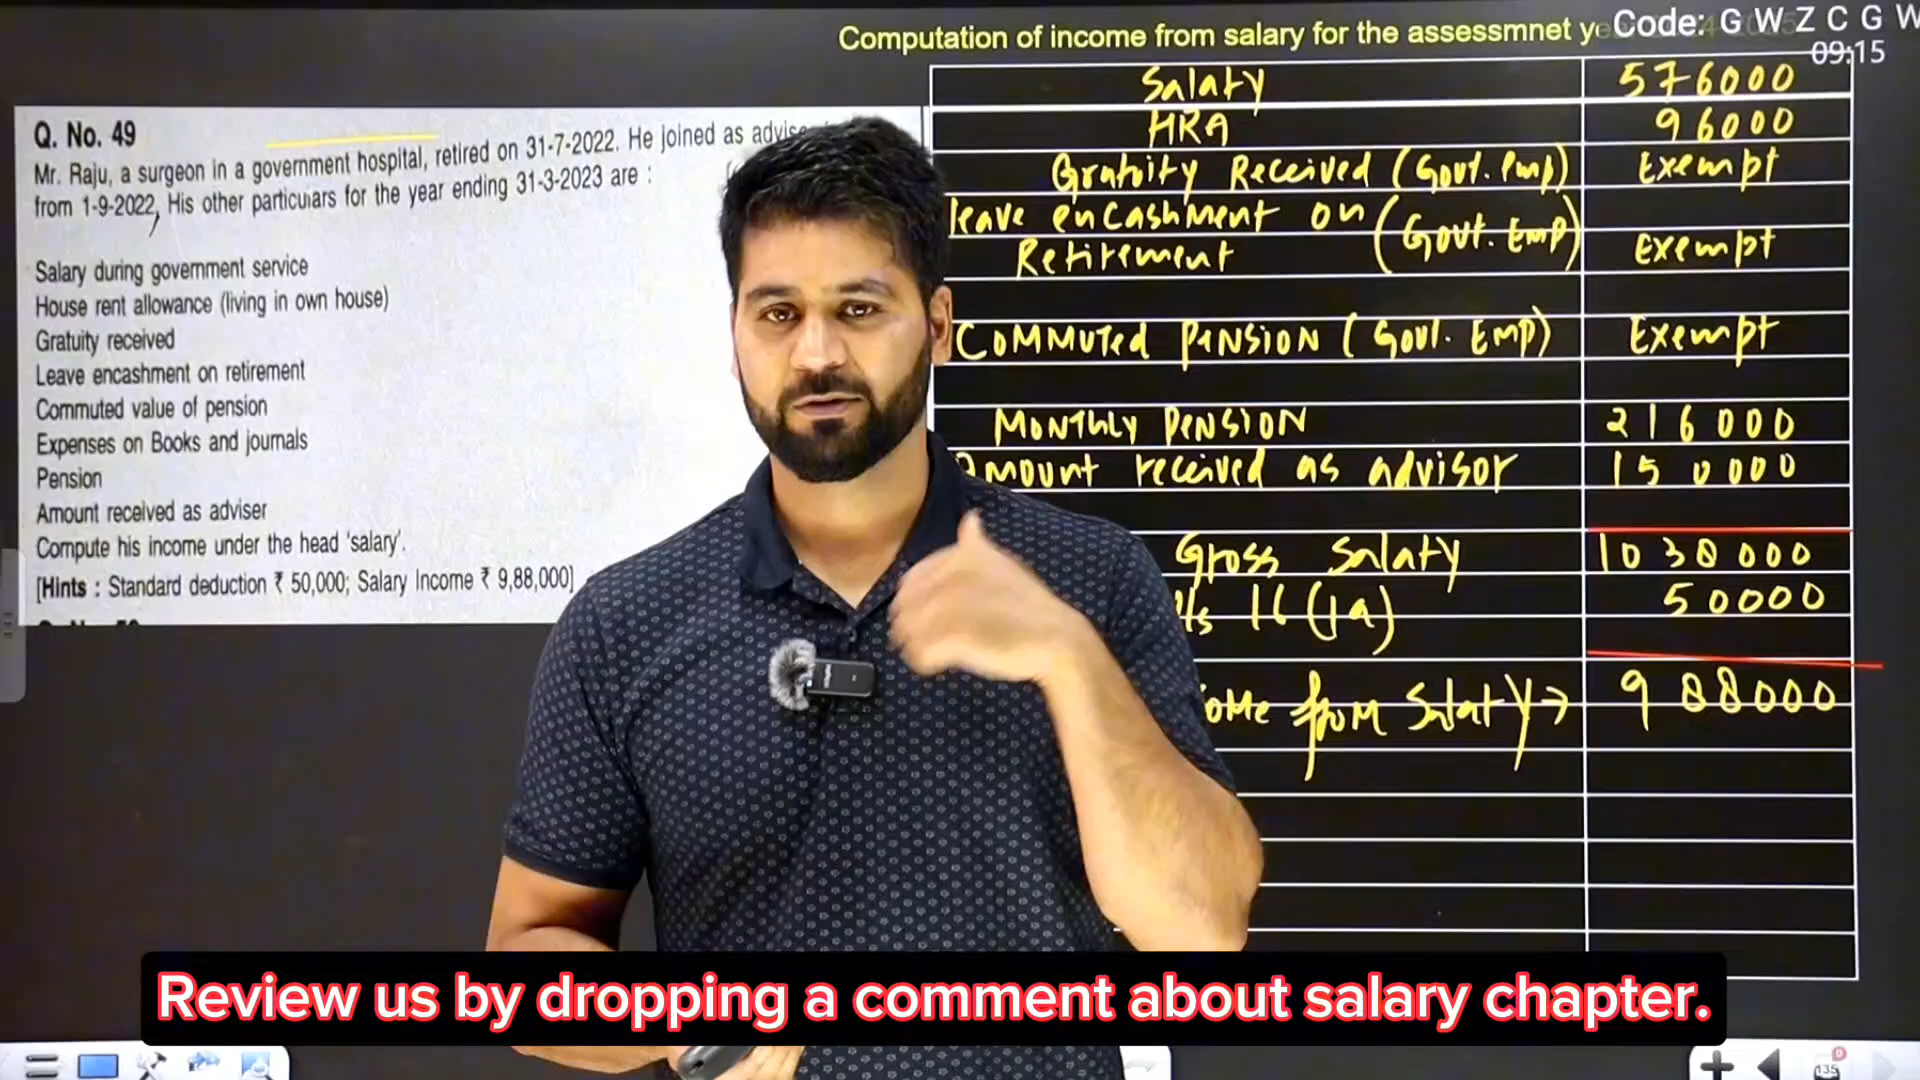 Computation of income from salary for the assessmnet
Code: G W Z C G W
09:15
Q. No. 49
Mr. Raju, a surgeon in a government hospital, retired on 31-7-2022. He joined as
from 1-9-2022, His other particulars for the year ending 31-3-2023 are :
Salary during government service
House rent allowance (living in own house)
Gratuity received
Leave encashment on retirement
Commuted value of pension
Expenses on Books and journals
Pension
Amount received as adviser
Compute his income under the head 'salary'.
[Hints : Standard deduction ₹ 50,000; Salary Income ₹ 9,88,000]
Salary 576000
HRA 96000
Gratuity Received (Govt. Emp) Exempt
leave encashment on
Retirement (Govt. Emp) Exempt
Commuted Pension (Govt. Emp) Exempt
Monthly Pension 216000
Amount received as advisor 150000
Gross Salary 1038000
16 (ia) 50000
from Salary → 988000
Review us by dropping a comment about salary chapter.
135